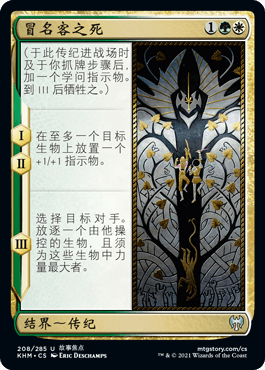 冒名客之死 1
(于此传纪进战场时
及于你抓牌步骤后,
加一个学问指示物。
到 III 后牺牲之。)
I
II
在至多一个目标
生物上放置一个
+1/+1指示物。
III
选择目标对手。
放逐一个由他操
控的生物,且须
为这些生物中力
量最大者。
结界～传纪
208/285 U 故事焦点
KHM • CS ERIC DESCHAMPS
mtgstory.com/cs
™ & © 2021 Wizards of the Coast